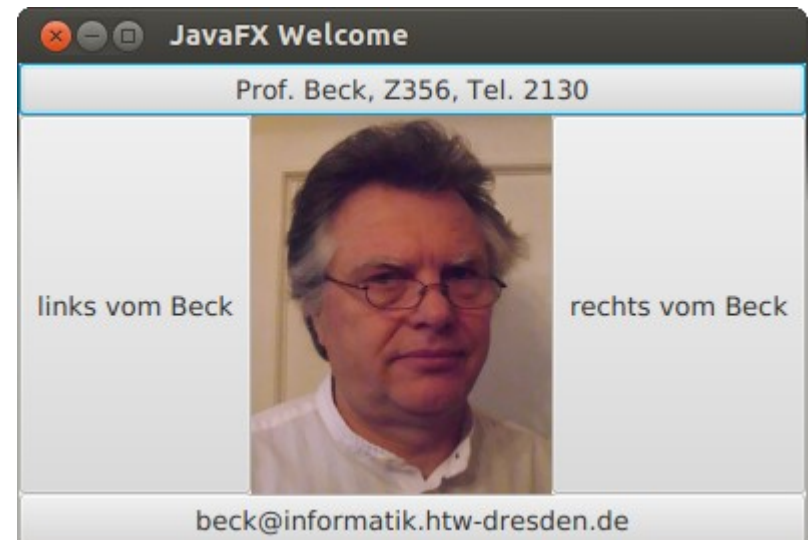 JavaFX Welcome
Prof. Beck, Z356, Tel. 2130
links vom Beck
rechts vom Beck
beck@informatik.htw-dresden.de